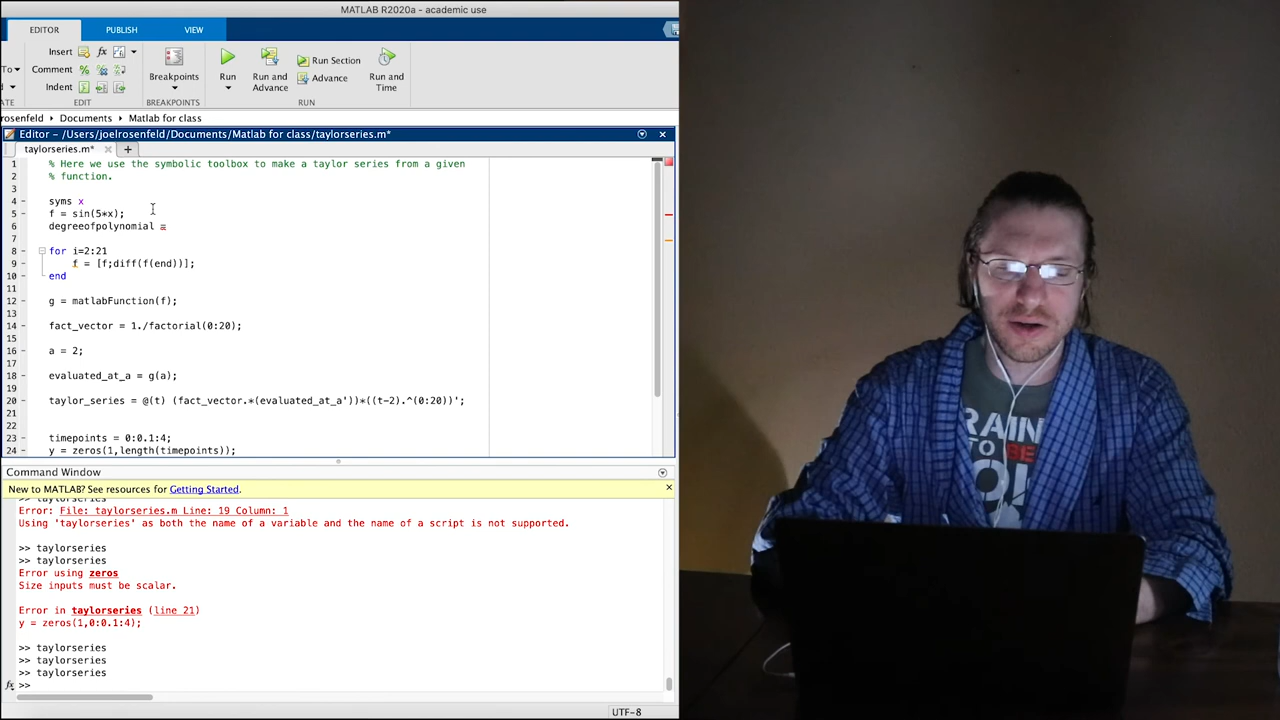 MATLAB R2020a - academic use
EDITOR PUBLISH VIEW
Insert fx
To Comment % Run Section
Indent Breakpoints Run Run and Advance Advance Run and Time
ATE EDIT BREAKPOINTS RUN
rosenfeld Documents Matlab for class
Editor - /Users/joelrosenfeld/Documents/Matlab for class/taylorseries.m*
taylorseries.m*
1 % Here we use the symbolic toolbox to make a taylor series from a given
2 % function.
3
4 - syms x
5 - f = sin(5*x);
6 degreeofpolynomial =
7
8 - for i=2:21
9 - f = [f;diff(f(end))];
10 - end
11
12 - g = matlabFunction(f);
13
14 - fact_vector = 1./factorial(0:20);
15
16 - a = 2;
17
18 - evaluated_at_a = g(a);
19
20 - taylor_series = @(t) (fact_vector.*(evaluated_at_a'))*((t-2).^(0:20))';
21
22
23 - timepoints = 0:0.1:4;
24 - y = zeros(1,length(timepoints));
Command Window
New to MATLAB? See resources for Getting Started.
>> taylorseries
Error: File: taylorseries.m Line: 19 Column: 1
Using 'taylorseries' as both the name of a variable and the name of a script is not supported.
>> taylorseries
>> taylorseries
Error using zeros
Size inputs must be scalar.
Error in taylorseries (line 21)
y = zeros(1,0:0.1:4);
>> taylorseries
>> taylorseries
>> taylorseries
fx >>
UTF-8
TO BE